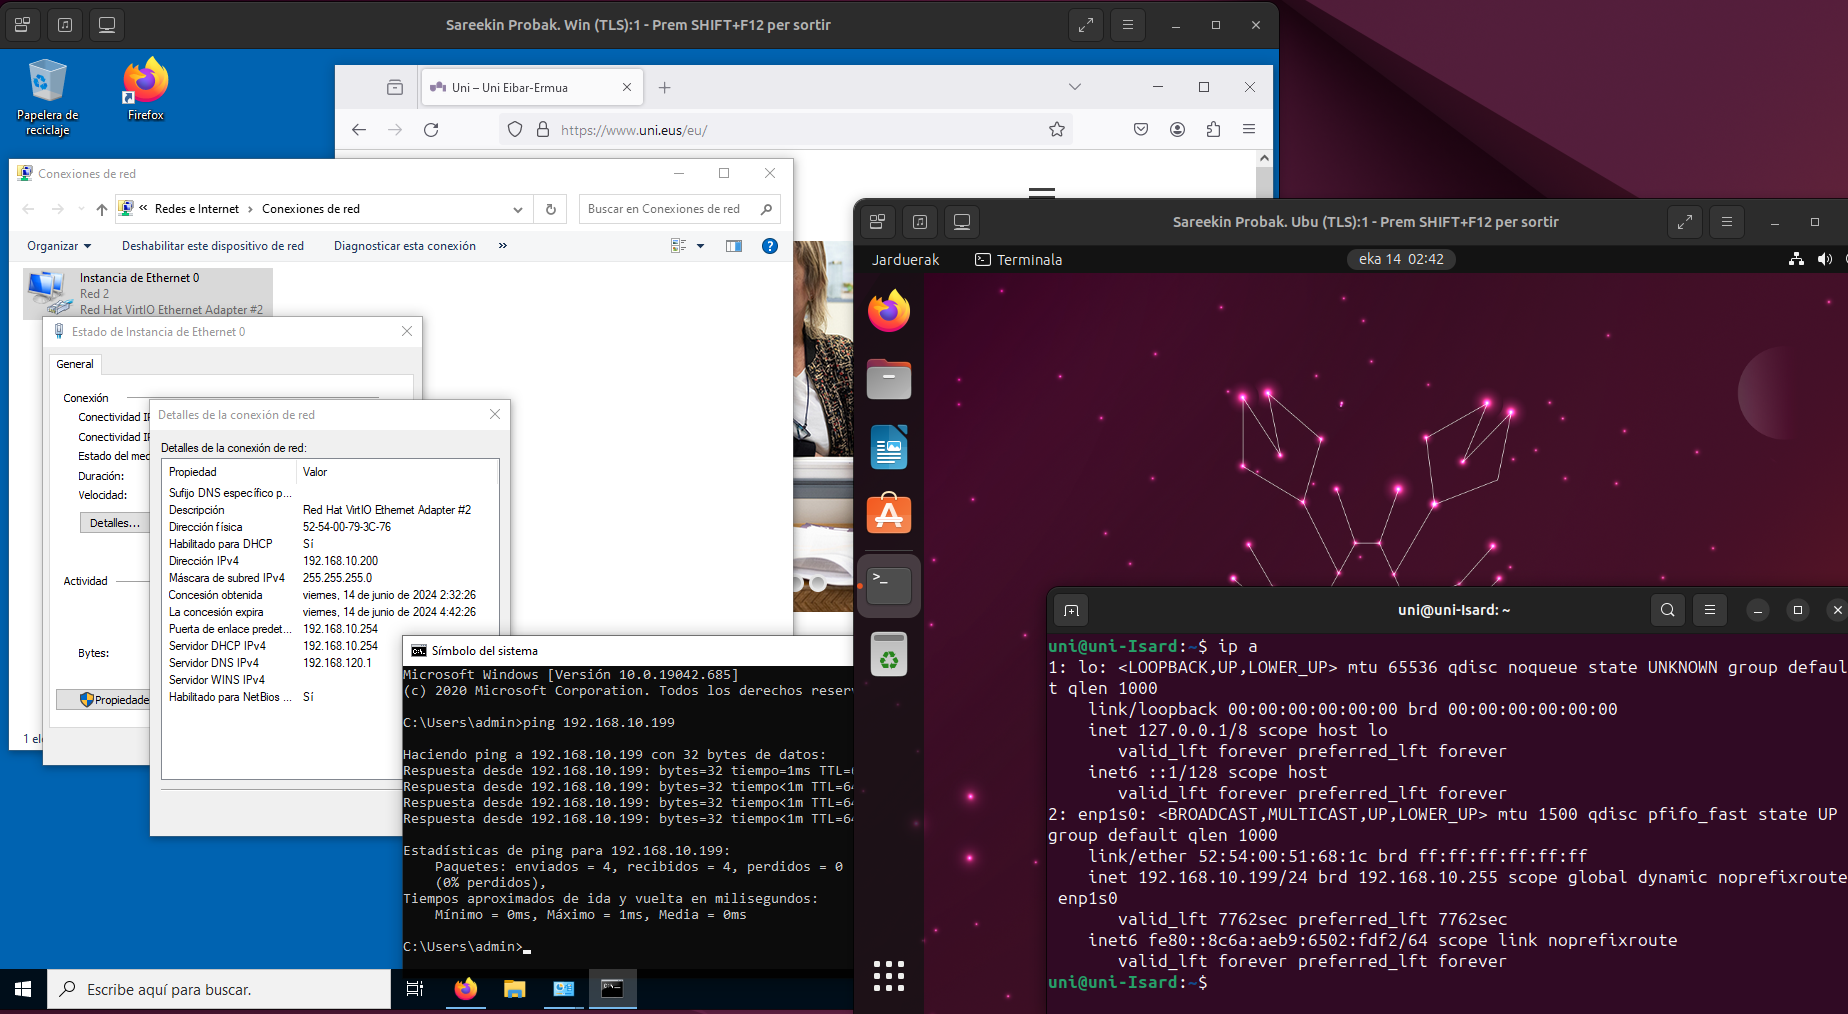 Sareekin Probak. Win (TLS):1 - Prem SHIFT+F12 per sortir
Papelera de
reciclaje
Firefox
Uni – Uni Eibar-Ermua
https://www.uni.eus/eu/
Conexiones de red
« Redes e Internet › Conexiones de red
Buscar en Conexiones de red
Organizar
Deshabilitar este dispositivo de red
Diagnosticar esta conexión
»
Instancia de Ethernet 0
Red 2
Red Hat VirtIO Ethernet Adapter #2
Estado de Instancia de Ethernet 0
General
Conexión
Conectividad IP
Conectividad IP
Estado del med
Duración:
Velocidad:
Detalles...
Actividad
Bytes:
Propiedade
1 el
Detalles de la conexión de red
Detalles de la conexión de red:
Propiedad Valor
Sufijo DNS específico p...
Descripción Red Hat VirtIO Ethernet Adapter #2
Dirección física 52-54-00-79-3C-76
Habilitado para DHCP Sí
Dirección IPv4 192.168.10.200
Máscara de subred IPv4 255.255.255.0
Concesión obtenida viernes, 14 de junio de 2024 2:32:26
La concesión expira viernes, 14 de junio de 2024 4:42:26
Puerta de enlace predet... 192.168.10.254
Servidor DHCP IPv4 192.168.10.254
Servidor DNS IPv4 192.168.120.1
Servidor WINS IPv4
Habilitado para NetBios ... Sí
Símbolo del sistema
Microsoft Windows [Versión 10.0.19042.685]
(c) 2020 Microsoft Corporation. Todos los derechos reserv
C:\Users\admin>ping 192.168.10.199
Haciendo ping a 192.168.10.199 con 32 bytes de datos:
Respuesta desde 192.168.10.199: bytes=32 tiempo=1ms TTL=6
Respuesta desde 192.168.10.199: bytes=32 tiempo<1m TTL=64
Respuesta desde 192.168.10.199: bytes=32 tiempo<1m TTL=64
Respuesta desde 192.168.10.199: bytes=32 tiempo<1m TTL=64
Estadísticas de ping para 192.168.10.199:
Paquetes: enviados = 4, recibidos = 4, perdidos = 0
(0% perdidos),
Tiempos aproximados de ida y vuelta en milisegundos:
Mínimo = 0ms, Máximo = 1ms, Media = 0ms
C:\Users\admin>
Escribe aquí para buscar.
Sareekin Probak. Ubu (TLS):1 - Prem SHIFT+F12 per sortir
Jarduerak
Terminala
eka 14 02:42
uni@uni-Isard: ~
uni@uni-Isard:~$ ip a
1: lo: <LOOPBACK,UP,LOWER_UP> mtu 65536 qdisc noqueue state UNKNOWN group defaul
t qlen 1000
link/loopback 00:00:00:00:00:00 brd 00:00:00:00:00:00
inet 127.0.0.1/8 scope host lo
valid_lft forever preferred_lft forever
inet6 ::1/128 scope host
valid_lft forever preferred_lft forever
2: enp1s0: <BROADCAST,MULTICAST,UP,LOWER_UP> mtu 1500 qdisc pfifo_fast state UP
group default qlen 1000
link/ether 52:54:00:51:68:1c brd ff:ff:ff:ff:ff:ff
inet 192.168.10.199/24 brd 192.168.10.255 scope global dynamic noprefixroute
enp1s0
valid_lft 7762sec preferred_lft 7762sec
inet6 fe80::8c6a:aeb9:6502:fdf2/64 scope link noprefixroute
valid_lft forever preferred_lft forever
uni@uni-Isard:~$